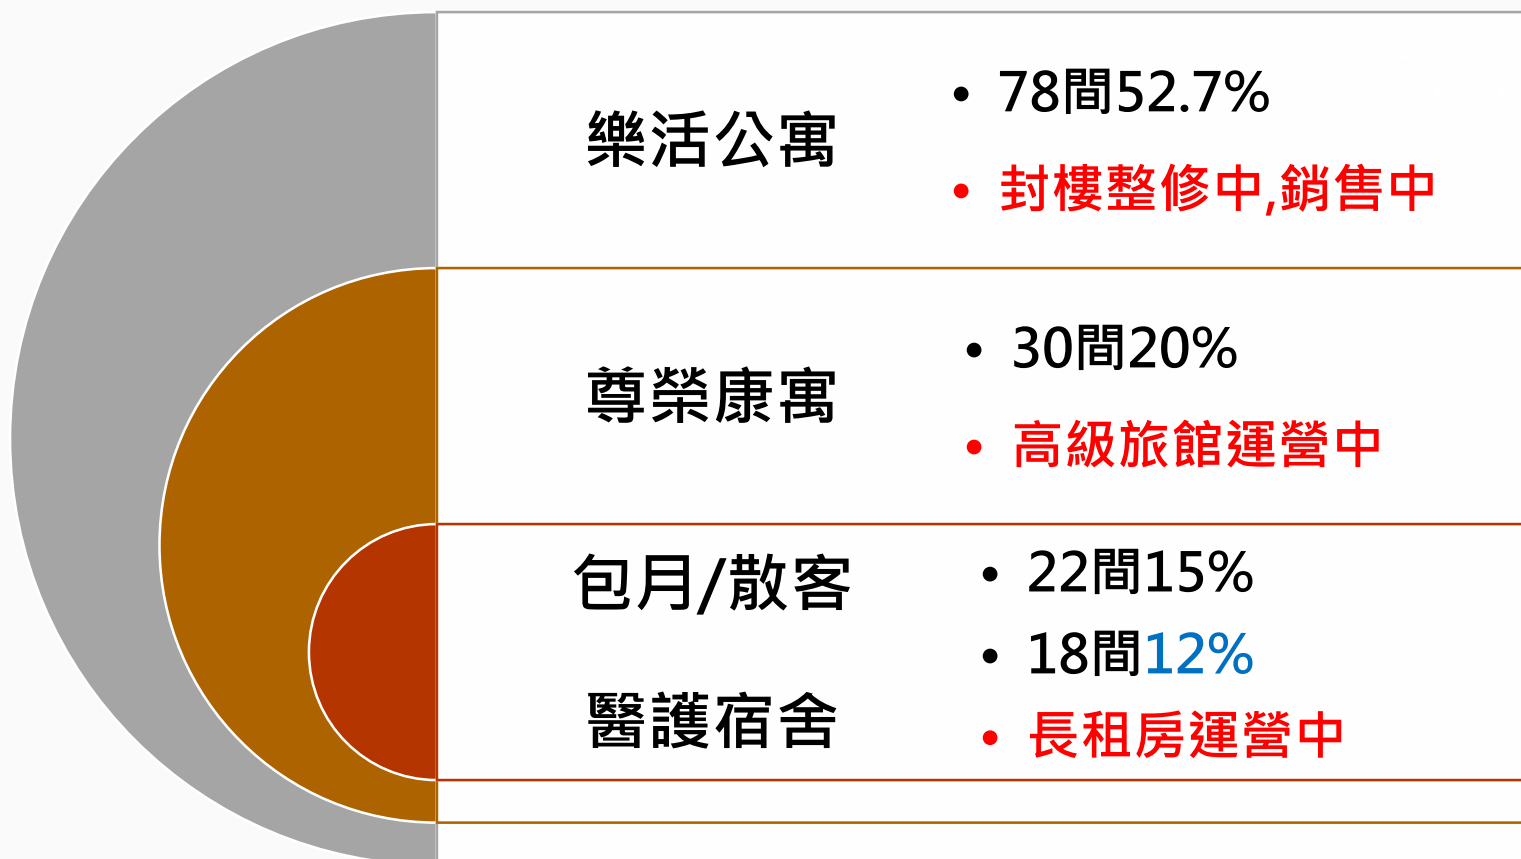 樂活公寓
• 78間52.7%
• 封樓整修中,銷售中
尊榮康寓
• 30間20%
• 高級旅館運營中
包月/散客
醫護宿舍
• 22間15%
• 18間12%
• 長租房運營中